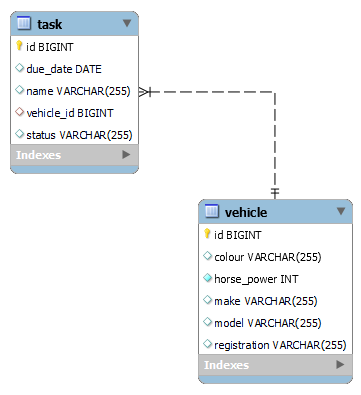 task
id BIGINT
due_date DATE
name VARCHAR(255)
vehicle_id BIGINT
status VARCHAR(255)
Indexes
vehicle
id BIGINT
colour VARCHAR(255)
horse_power INT
make VARCHAR(255)
model VARCHAR(255)
registration VARCHAR(255)
Indexes